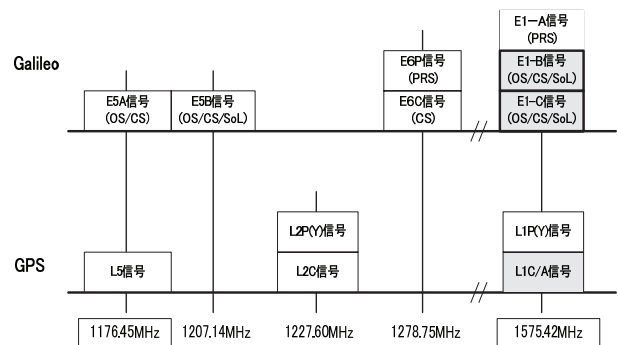 E1－A信号
(PRS)
Galileo
E6P信号
(PRS)
E1-B信号
(OS/CS/SoL)
E5A信号
(OS/CS)
E5B信号
(OS/CS/SoL)
E6C信号
(CS)
E1-C信号
(OS/CS/SoL)
L2P(Y)信号
L1P(Y)信号
GPS
L5信号
L2C信号
L1C/A信号
1176.45MHz
1207.14MHz
1227.60MHz
1278.75MHz
1575.42MHz